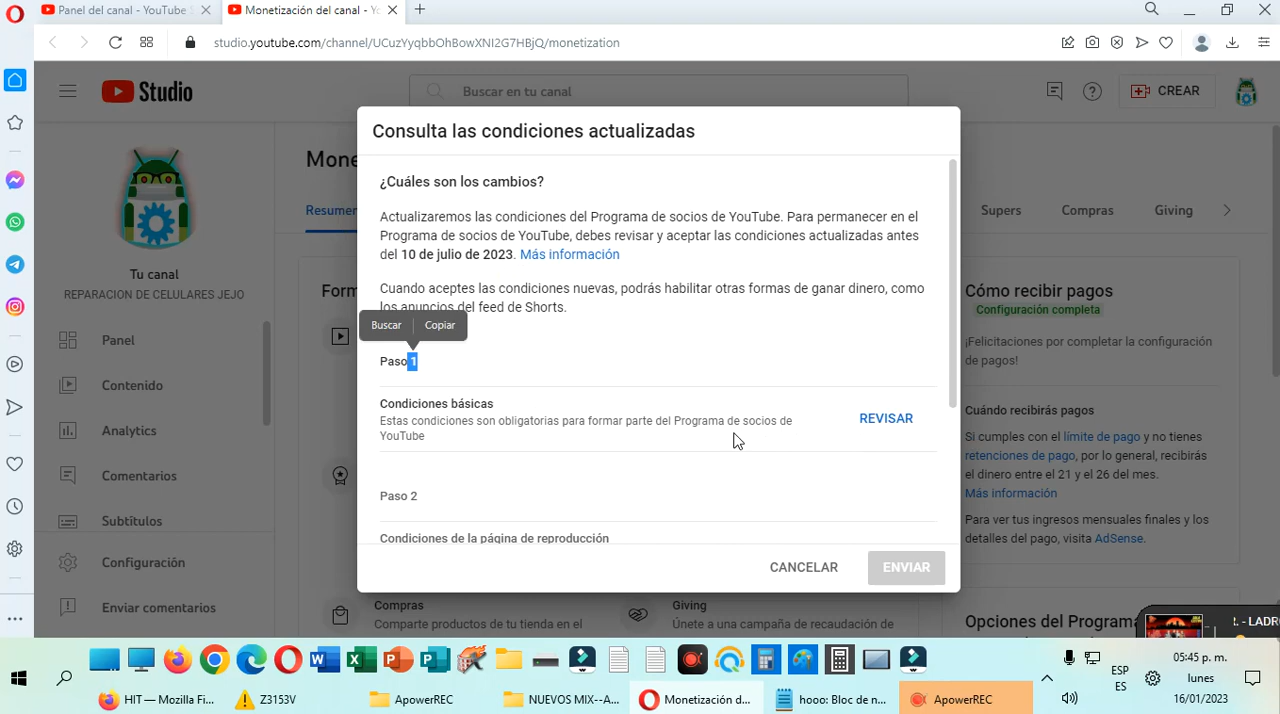 Panel del canal - YouTube S
Monetización del canal - Yo
studio.youtube.com/channel/UCuzYyqbbOhBowXNI2G7HBjQ/monetization
Studio
Buscar en tu canal
CREAR
Tu canal
REPARACION DE CELULARES JEJO
Panel
Contenido
Analytics
Comentarios
Subtítulos
Configuración
Enviar comentarios
Mone
Resumen
Supers
Compras
Giving
Form
Consulta las condiciones actualizadas
¿Cuáles son los cambios?
Actualizaremos las condiciones del Programa de socios de YouTube. Para permanecer en el
Programa de socios de YouTube, debes revisar y aceptar las condiciones actualizadas antes
del 10 de julio de 2023. Más información
Cuando aceptes las condiciones nuevas, podrás habilitar otras formas de ganar dinero, como
los anuncios del feed de Shorts.
Buscar
Copiar
Paso 1
Condiciones básicas
Estas condiciones son obligatorias para formar parte del Programa de socios de
YouTube
REVISAR
Paso 2
Condiciones de la página de reproducción
CANCELAR
ENVIAR
Compras
Comparte productos de tu tienda en el
Giving
Únete a una campaña de recaudación de
Cómo recibir pagos
Configuración completa
¡Felicitaciones por completar la configuración
de pagos!
Cuándo recibirás pagos
Si cumples con el límite de pago y no tienes
retenciones de pago, por lo general, recibirás
el dinero entre el 21 y el 26 del mes.
Más información
Para ver tus ingresos mensuales finales y los
detalles del pago, visita AdSense.
Opciones del Programa
. - LADRO
ESP
ES
05:45 p. m.
lunes
16/01/2023
HIT — Mozilla Fi...
Z3153V
ApowerREC
NUEVOS MIX--A...
Monetización d...
hooo: Bloc de n...
ApowerREC